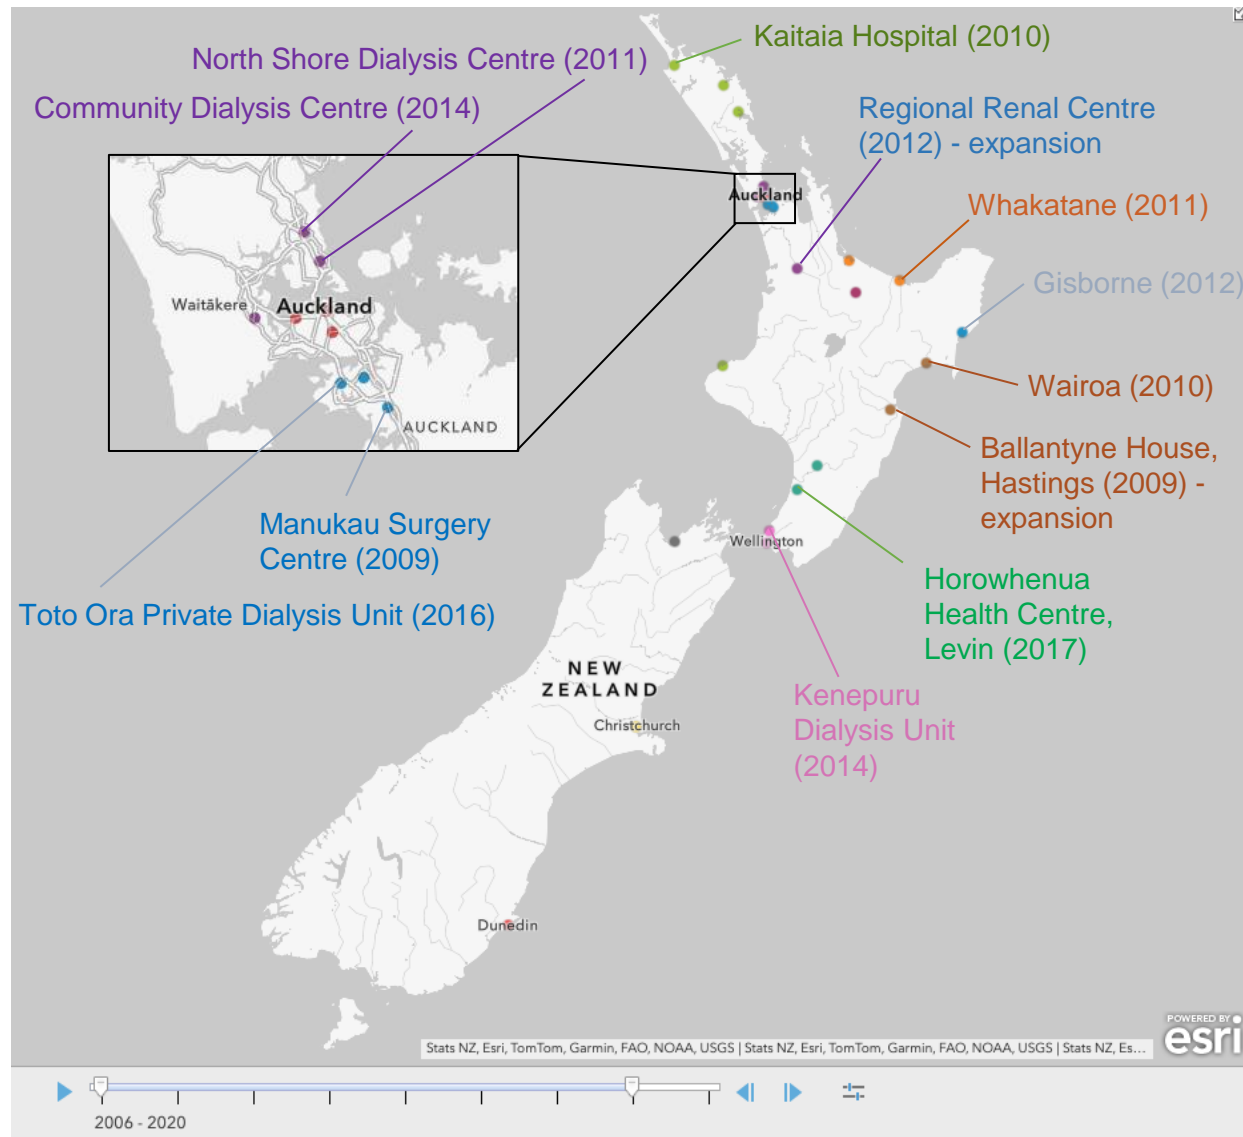 Kaitaia Hospital (2010)
North Shore Dialysis Centre (2011)
Community Dialysis Centre (2014)
Regional Renal Centre
(2012) - expansion
Auckland
Whakatane (2011)
Gisborne (2012)
Waitākere
Auckland
AUCKLAND
Wairoa (2010)
Ballantyne House,
Hastings (2009) -
expansion
Manukau Surgery
Centre (2009)
Wellington
Toto Ora Private Dialysis Unit (2016)
Horowhenua
Health Centre,
Levin (2017)
NEW
ZEALAND
Kenepuru
Dialysis Unit
(2014)
Christchurch
Dunedin
POWERED BY
esri
Stats NZ, Esri, TomTom, Garmin, FAO, NOAA, USGS | Stats NZ, Esri, TomTom, Garmin, FAO, NOAA, USGS | Stats NZ, Es...
2006 - 2020